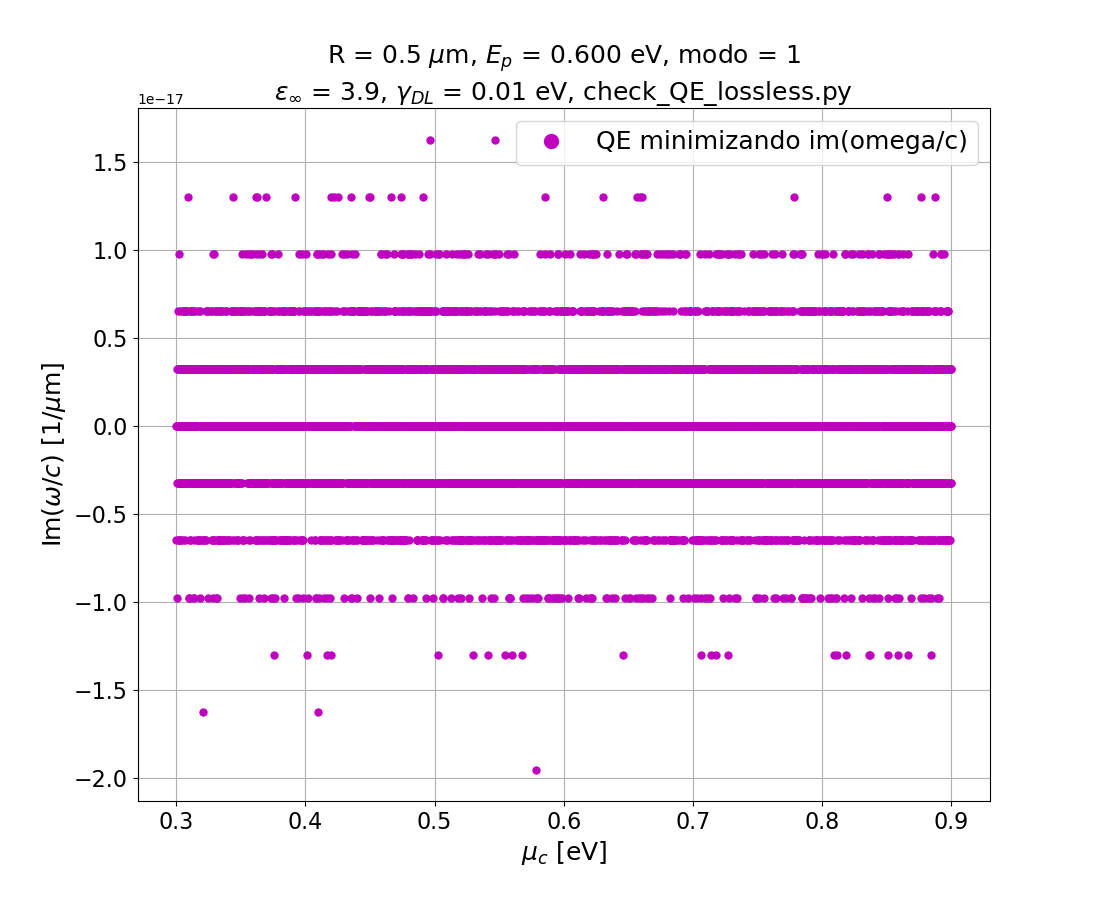 R = 0.5 μm, E_p = 0.600 eV, modo = 1
ε_∞ = 3.9, γ_DL = 0.01 eV, check_QE_lossless.py
1e−17
QE minimizando im(omega/c)
1.5
1.0
0.5
0.0
−0.5
−1.0
−1.5
−2.0
Im(ω/c) [1/μm]
0.3 0.4 0.5 0.6 0.7 0.8 0.9
μ_c [eV]